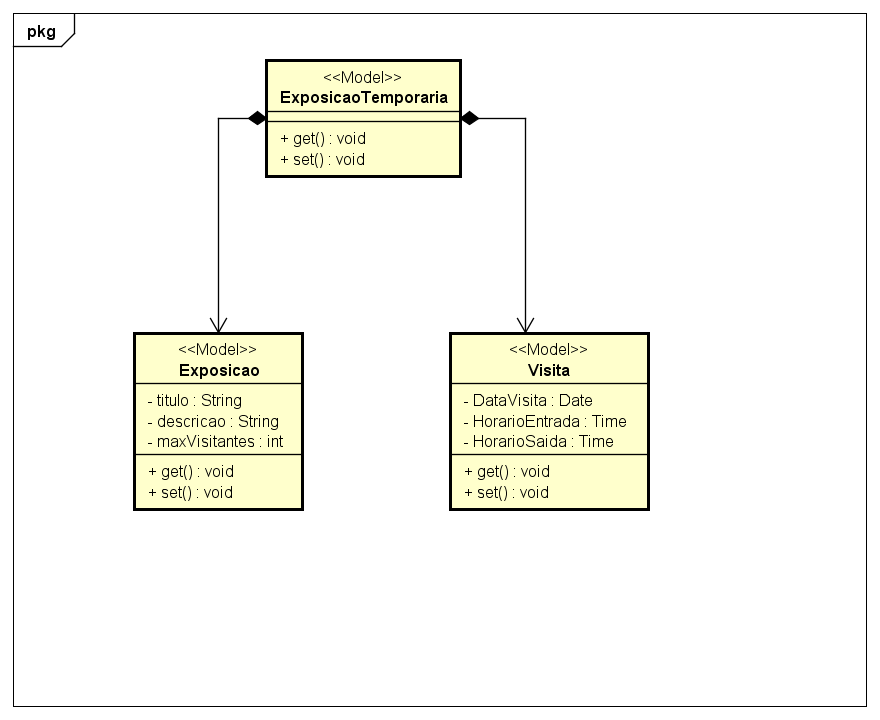 pkg
<<Model>>
ExposicaoTemporaria
+ get() : void
+ set() : void
<<Model>>
Exposicao
- titulo : String
- descricao : String
- maxVisitantes : int
+ get() : void
+ set() : void
<<Model>>
Visita
- DataVisita : Date
- HorarioEntrada : Time
- HorarioSaida : Time
+ get() : void
+ set() : void